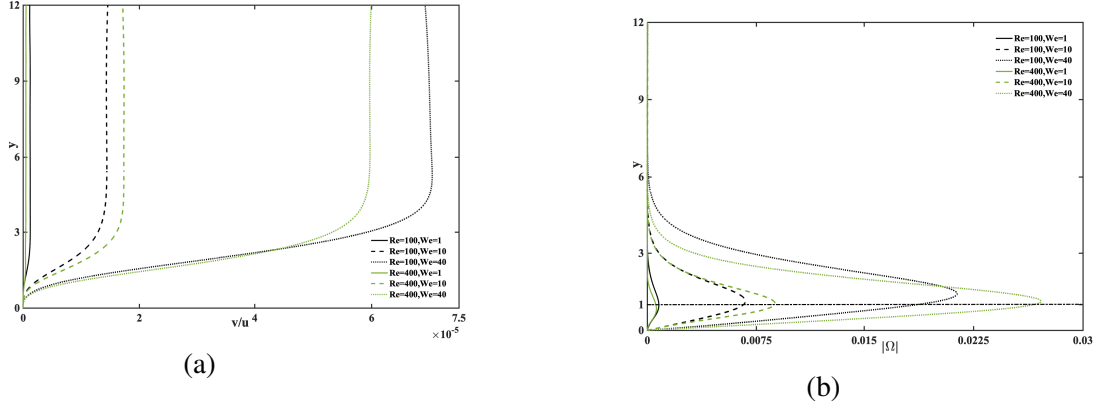 12
9
6
3
0
y
0
2
4
6
7.5
×10⁻⁵
v/u
Re=100,We=1
Re=100,We=10
Re=100,We=40
Re=400,We=1
Re=400,We=10
Re=400,We=40
(a)
12
9
6
3
1
0
y
0
0.0075
0.015
0.0225
0.03
|Ω|
Re=100,We=1
Re=100,We=10
Re=100,We=40
Re=400,We=1
Re=400,We=10
Re=400,We=40
(b)